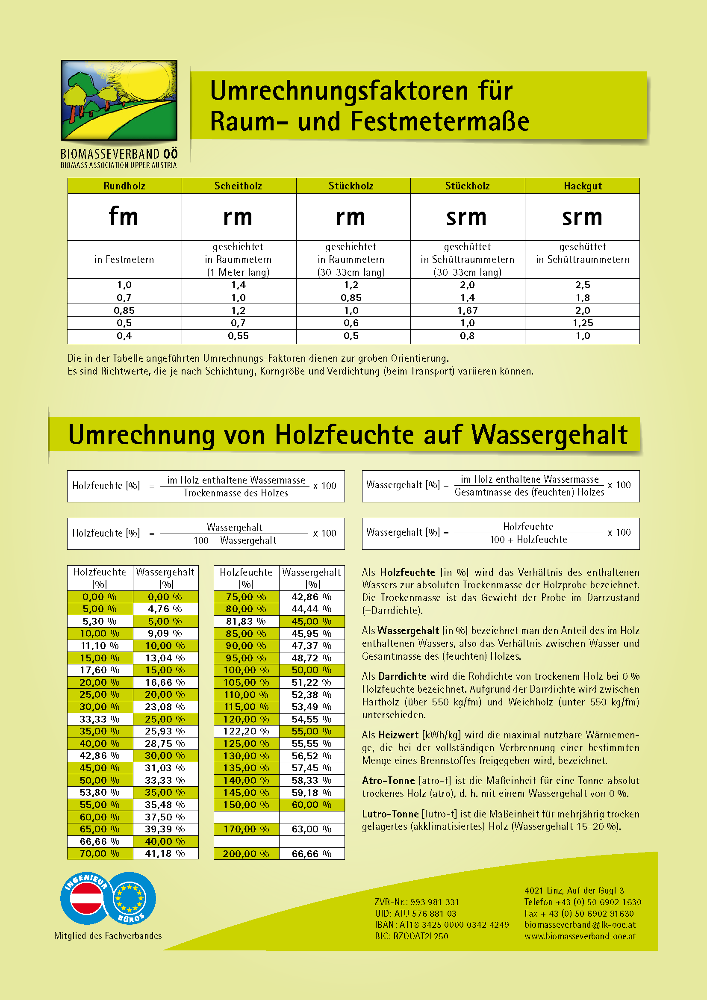 Umrechnungsfaktoren für
Raum- und Festmetermaße
BIOMASSEVERBAND OÖ
BIOMASS ASSOCIATION UPPER AUSTRIA
Rundholz Scheitholz Stückholz Stückholz Hackgut
fm rm rm srm srm
in Festmetern
geschichtet
in Raummetern
(1 Meter lang)
geschichtet
in Raummetern
(30-33cm lang)
geschüttet
in Schüttraummetern
(30-33cm lang)
geschüttet
in Schüttraummetern
1,0 1,4 1,2 2,0 2,5
0,7 1,0 0,85 1,4 1,8
0,85 1,2 1,0 1,67 2,0
0,5 0,7 0,6 1,0 1,25
0,4 0,55 0,5 0,8 1,0
Die in der Tabelle angeführten Umrechnungs-Faktoren dienen zur groben Orientierung.
Es sind Richtwerte, die je nach Schichtung, Korngröße und Verdichtung (beim Transport) variieren können.
Umrechnung von Holzfeuchte auf Wassergehalt
Holzfeuchte [%] = im Holz enthaltene Wassermasse x 100
Trockenmasse des Holzes
Wassergehalt [%] = im Holz enthaltene Wassermasse x 100
Gesamtmasse des (feuchten) Holzes
Holzfeuchte [%] = Wassergehalt x 100
100 – Wassergehalt
Wassergehalt [%] = Holzfeuchte x 100
100 + Holzfeuchte
Holzfeuchte Wassergehalt
[%] [%]
0,00 % 0,00 %
5,00 % 4,76 %
5,30 % 5,00 %
10,00 % 9,09 %
11,10 % 10,00 %
15,00 % 13,04 %
17,60 % 15,00 %
20,00 % 16,66 %
25,00 % 20,00 %
30,00 % 23,08 %
33,33 % 25,00 %
35,00 % 25,93 %
40,00 % 28,75 %
42,86 % 30,00 %
45,00 % 31,03 %
50,00 % 33,33 %
53,80 % 35,00 %
55,00 % 35,48 %
60,00 % 37,50 %
65,00 % 39,39 %
66,66 % 40,00 %
70,00 % 41,18 %
Holzfeuchte Wassergehalt
[%] [%]
75,00 % 42,86 %
80,00 % 44,44 %
81,83 % 45,00 %
85,00 % 45,95 %
90,00 % 47,37 %
95,00 % 48,72 %
100,00 % 50,00 %
105,00 % 51,22 %
110,00 % 52,38 %
115,00 % 53,49 %
120,00 % 54,55 %
122,20 % 55,00 %
125,00 % 55,55 %
130,00 % 56,52 %
135,00 % 57,45 %
140,00 % 58,33 %
145,00 % 59,18 %
150,00 % 60,00 %
170,00 % 63,00 %
200,00 % 66,66 %
Als Holzfeuchte [in %] wird das Verhältnis des enthaltenen
Wassers zur absoluten Trockenmasse der Holzprobe bezeichnet.
Die Trockenmasse ist das Gewicht der Probe im Darrzustand
(=Darrdichte).
Als Wassergehalt [in %] bezeichnet man den Anteil des im Holz
enthaltenen Wassers, also das Verhältnis zwischen Wasser und
Gesamtmasse des (feuchten) Holzes.
Als Darrdichte wird die Rohdichte von trockenem Holz bei 0 %
Holzfeuchte bezeichnet. Aufgrund der Darrdichte wird zwischen
Hartholz (über 550 kg/fm) und Weichholz (unter 550 kg/fm)
unterschieden.
Als Heizwert [kWh/kg] wird die maximal nutzbare Wärmemen-
ge, die bei der vollständigen Verbrennung einer bestimmten
Menge eines Brennstoffes freigegeben wird, bezeichnet.
Atro-Tonne [atro-t] ist die Maßeinheit für eine Tonne absolut
trockenes Holz (atro), d. h. mit einem Wassergehalt von 0 %.
Lutro-Tonne [lutro-t] ist die Maßeinheit für mehrjährig trocken
gelagertes (akklimatisiertes) Holz (Wassergehalt 15–20 %).
INGENIEUR
BÜROS
Mitglied des Fachverbandes
ZVR-Nr.: 993 981 331
UID: ATU 576 881 03
IBAN: AT18 3425 0000 0342 4249
BIC: RZOOAT2L250
4021 Linz, Auf der Gugl 3
Telefon +43 (0) 50 6902 1630
Fax + 43 (0) 50 6902 91630
biomasseverband@lk-ooe.at
www.biomasseverband-ooe.at